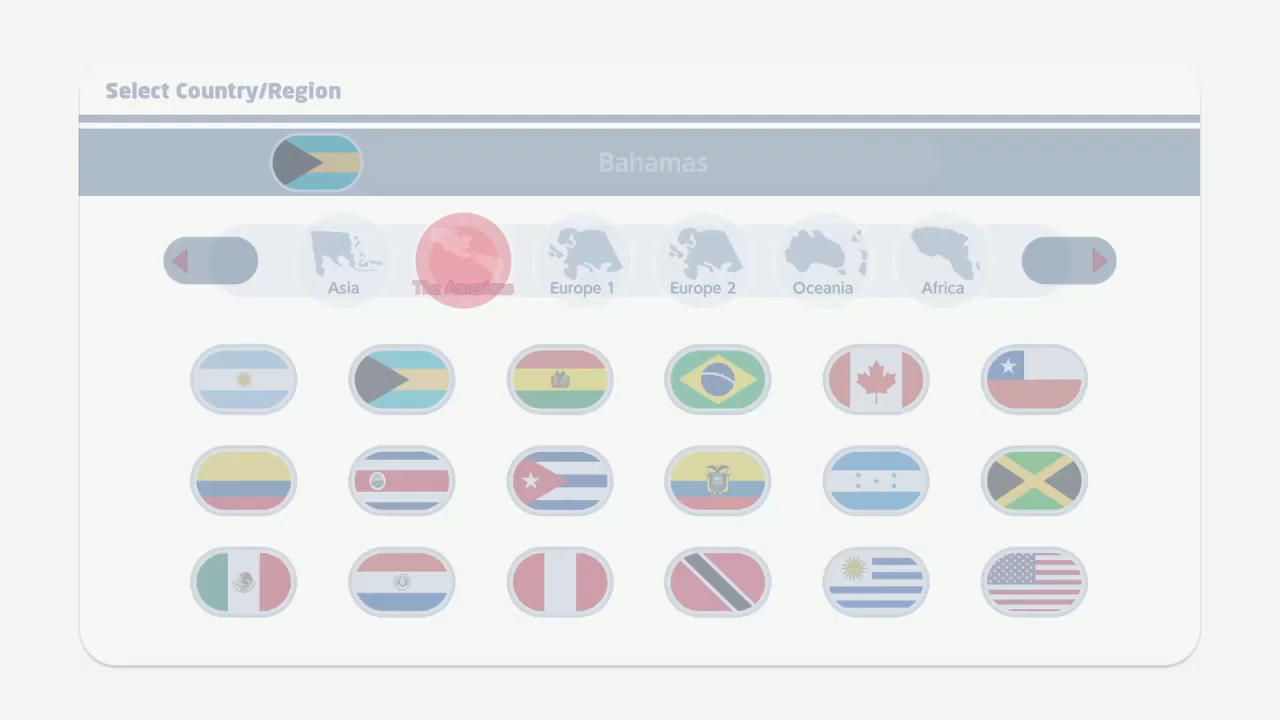 Select Country/Region
Bahamas
Asia
The Americas
Europe 1
Europe 2
Oceania
Africa